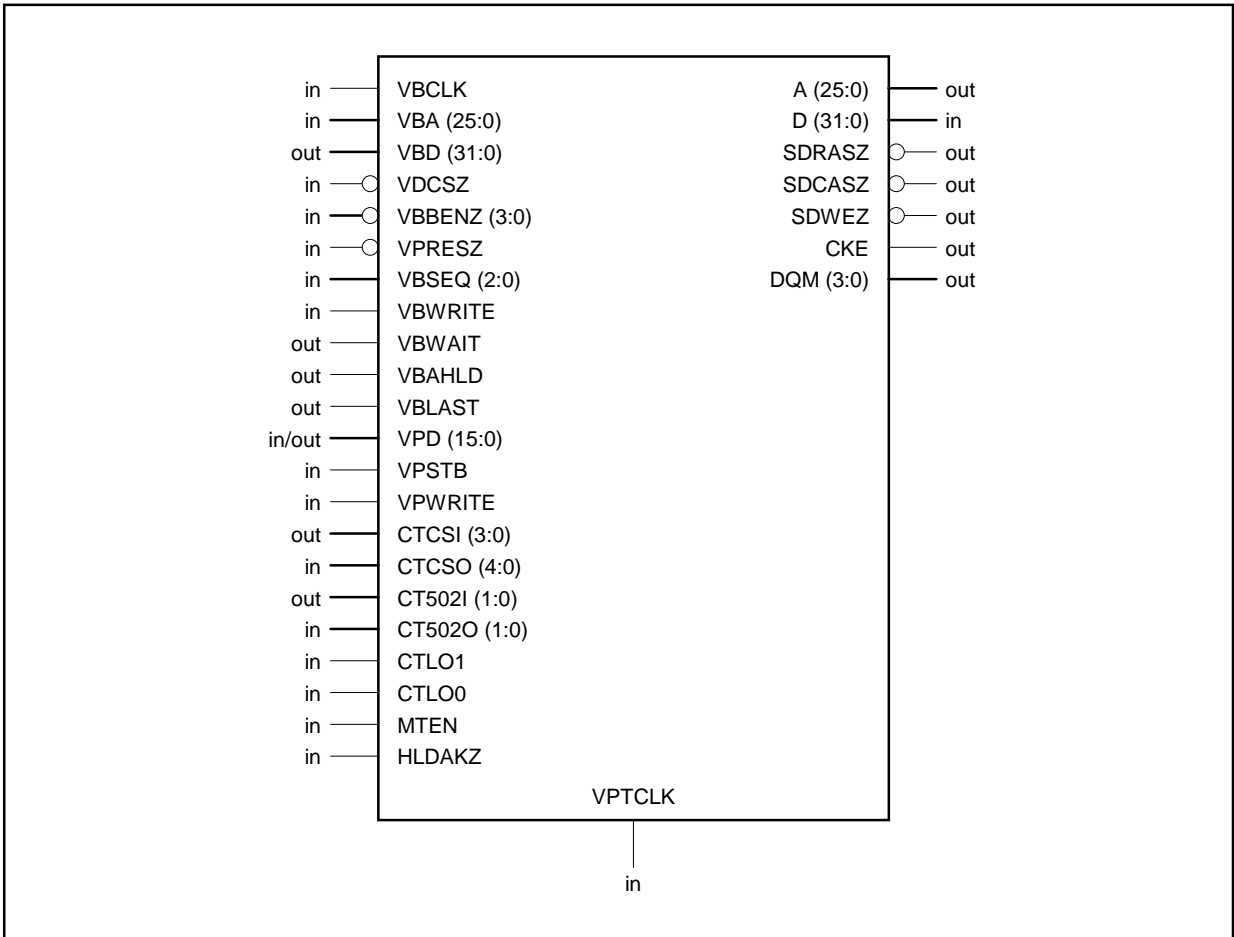 in VBCLK A (25:0) out
in VBA (25:0) D (31:0) in
out VBD (31:0) SDRASZ out
in VDCSZ SDCASZ out
in VBBENZ (3:0) SDWEZ out
in VPRESZ CKE out
in VBSEQ (2:0) DQM (3:0) out
in VBWRITE
out VBWAIT
out VBAHLD
out VBLAST
in/out VPD (15:0)
in VPSTB
in VPWRITE
out CTCSI (3:0)
in CTCSO (4:0)
out CT502I (1:0)
in CT502O (1:0)
in CTLO1
in CTLO0
in MTEN
in HLDAKZ
VPTCLK
in